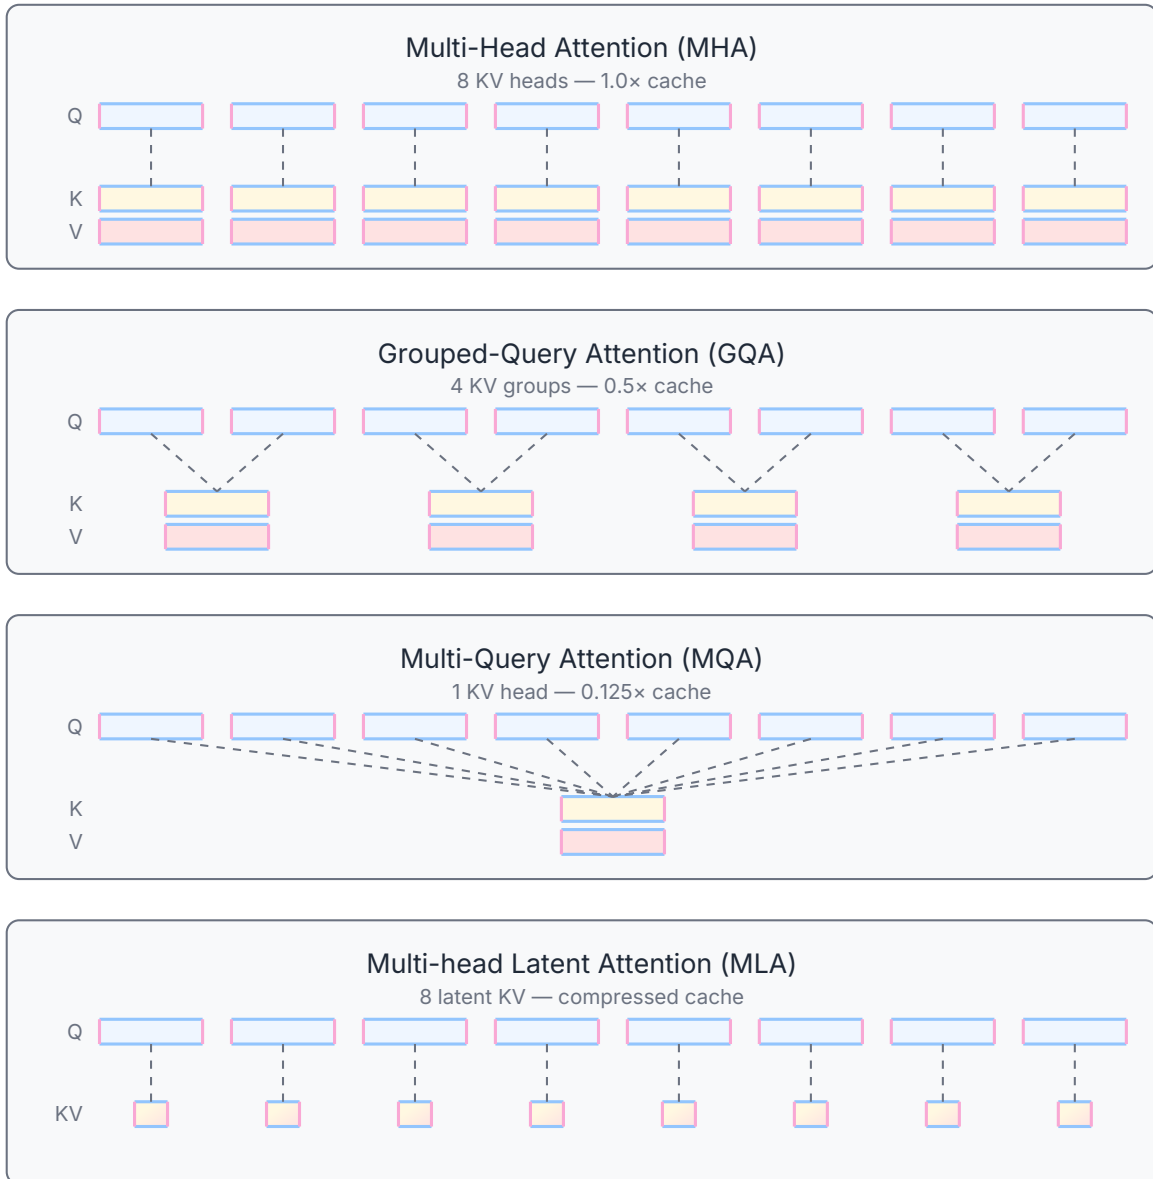 Multi-Head Attention (MHA)
8 KV heads — 1.0× cache
Q
K
V
Grouped-Query Attention (GQA)
4 KV groups — 0.5× cache
Q
K
V
Multi-Query Attention (MQA)
1 KV head — 0.125× cache
Q
K
V
Multi-head Latent Attention (MLA)
8 latent KV — compressed cache
Q
KV